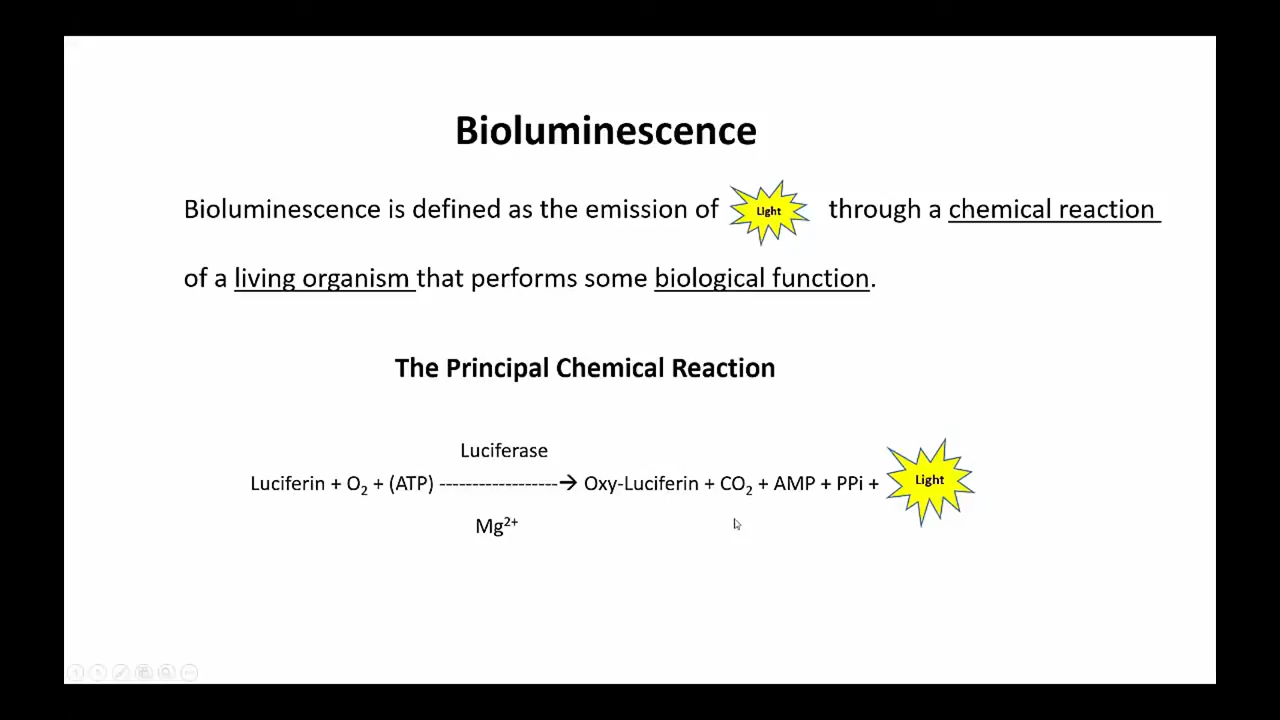 Bioluminescence
Bioluminescence is defined as the emission of Light through a chemical reaction
of a living organism that performs some biological function.
The Principal Chemical Reaction
Luciferase
Luciferin + O₂ + (ATP) ------------------→ Oxy-Luciferin + CO₂ + AMP + PPi + Light
Mg²⁺